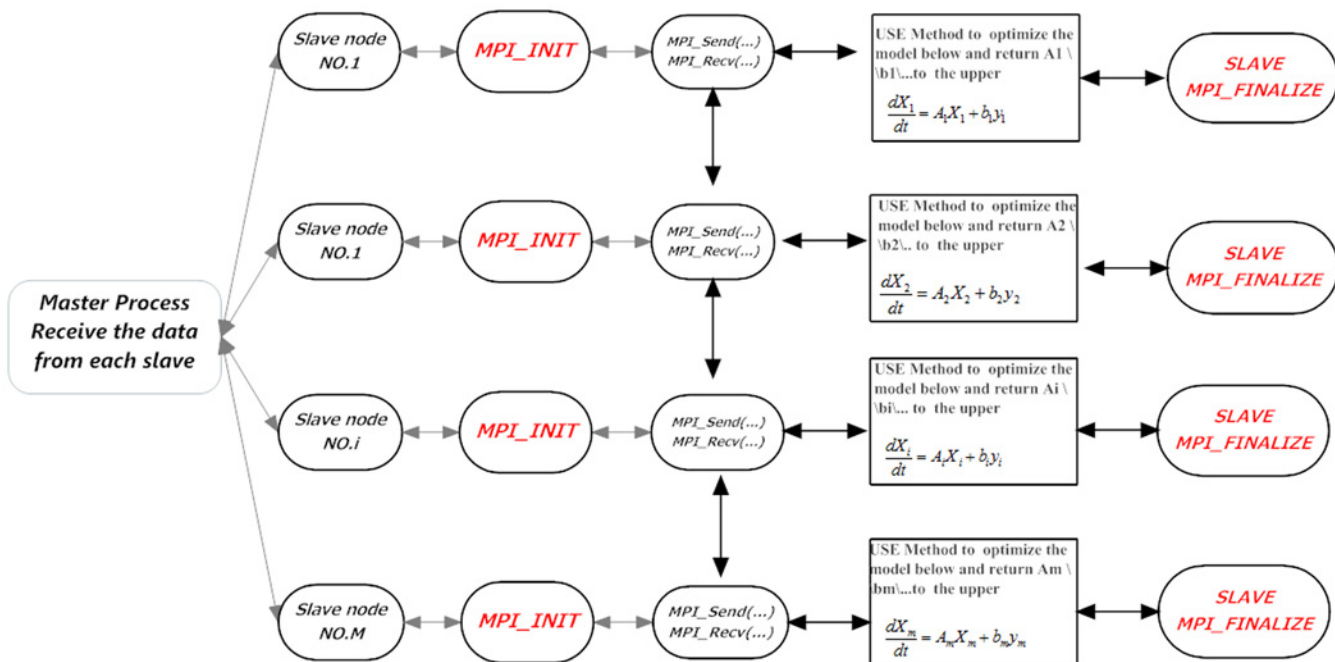 Slave node
NO.1
MPI_INIT
MPI_Send(...)
MPI_Recv(...)
USE Method to optimize the
model below and return A1 \
\b1\...to the upper
dX₁/dt = A₁X₁ + b₁y₁
SLAVE
MPI_FINALIZE
Slave node
NO.1
MPI_INIT
MPI_Send(...)
MPI_Recv(...)
USE Method to optimize the
model below and return A2 \
\b2\.. to the upper
dX₂/dt = A₂X₂ + b₂y₂
SLAVE
MPI_FINALIZE
Master Process
Receive the data
from each slave
Slave node
NO.i
MPI_INIT
MPI_Send(...)
MPI_Recv(...)
USE Method to optimize the
model below and return Ai \
\bi\... to the upper
dXᵢ/dt = AᵢXᵢ + bᵢyᵢ
SLAVE
MPI_FINALIZE
Slave node
NO.M
MPI_INIT
MPI_Send(...)
MPI_Recv(...)
USE Method to optimize the
model below and return Am \
\bm\...to the upper
dXₘ/dt = AₘXₘ + bₘyₘ
SLAVE
MPI_FINALIZE